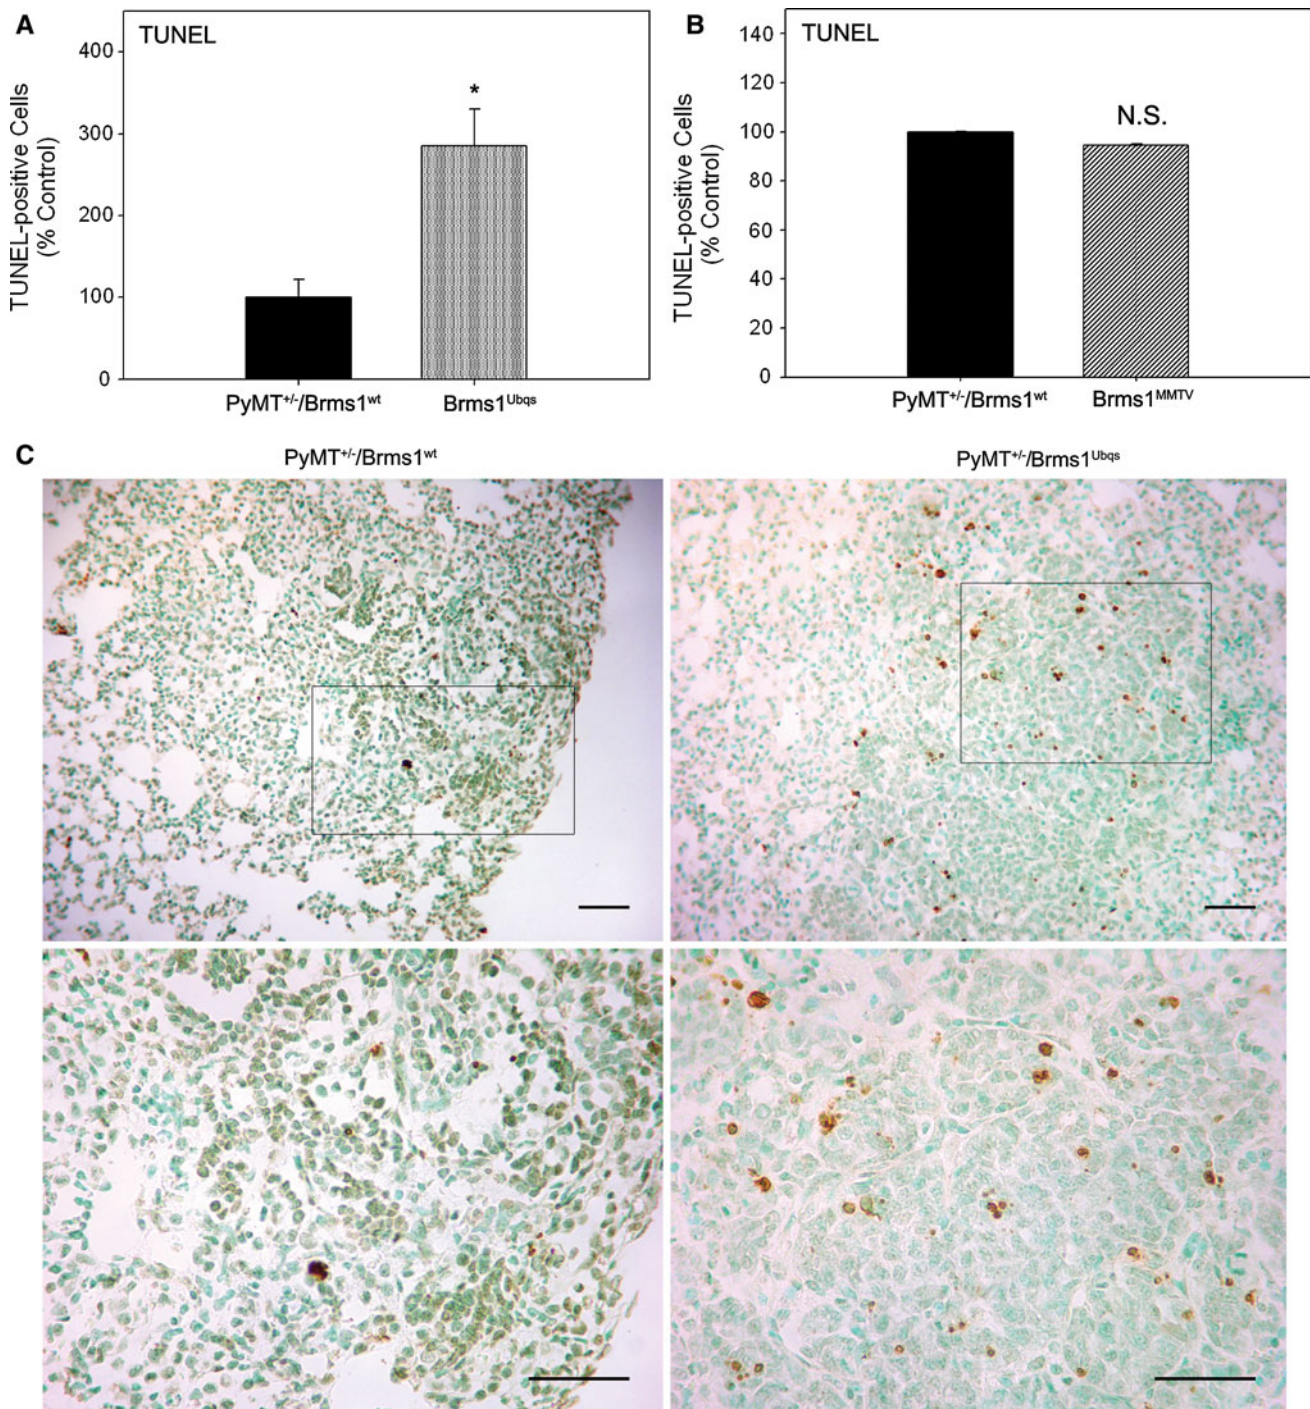 A
TUNEL
TUNEL-positive Cells
(% Control)
400
300
200
100
0
*
PyMT+/-/Brms1wt
Brms1Ubqs
B
TUNEL
TUNEL-positive Cells
(% Control)
140
120
100
80
60
40
20
0
N.S.
PyMT+/-/Brms1wt
Brms1MMTV
C
PyMT+/-/Brms1wt
PyMT+/-/Brms1Ubqs